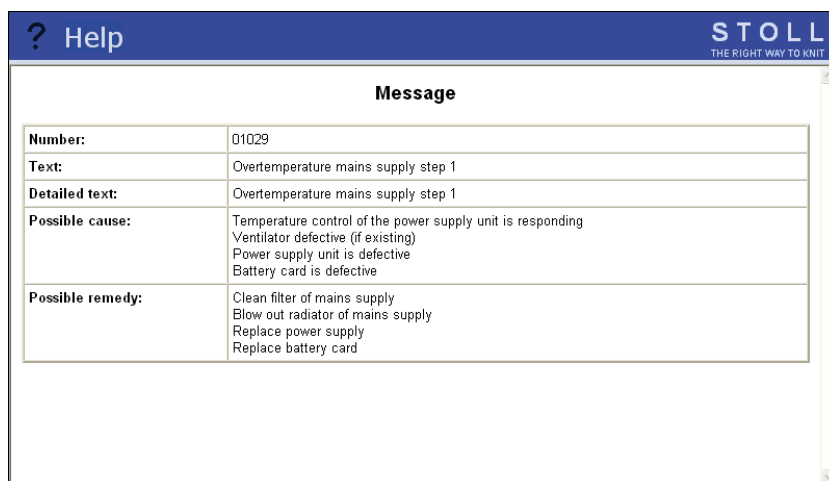 ? Help
STOLL
THE RIGHT WAY TO KNIT
Message
Number: 01029
Text: Overtemperature mains supply step 1
Detailed text: Overtemperature mains supply step 1
Possible cause: Temperature control of the power supply unit is responding
Ventilator defective (if existing)
Power supply unit is defective
Battery card is defective
Possible remedy: Clean filter of mains supply
Blow out radiator of mains supply
Replace power supply
Replace battery card